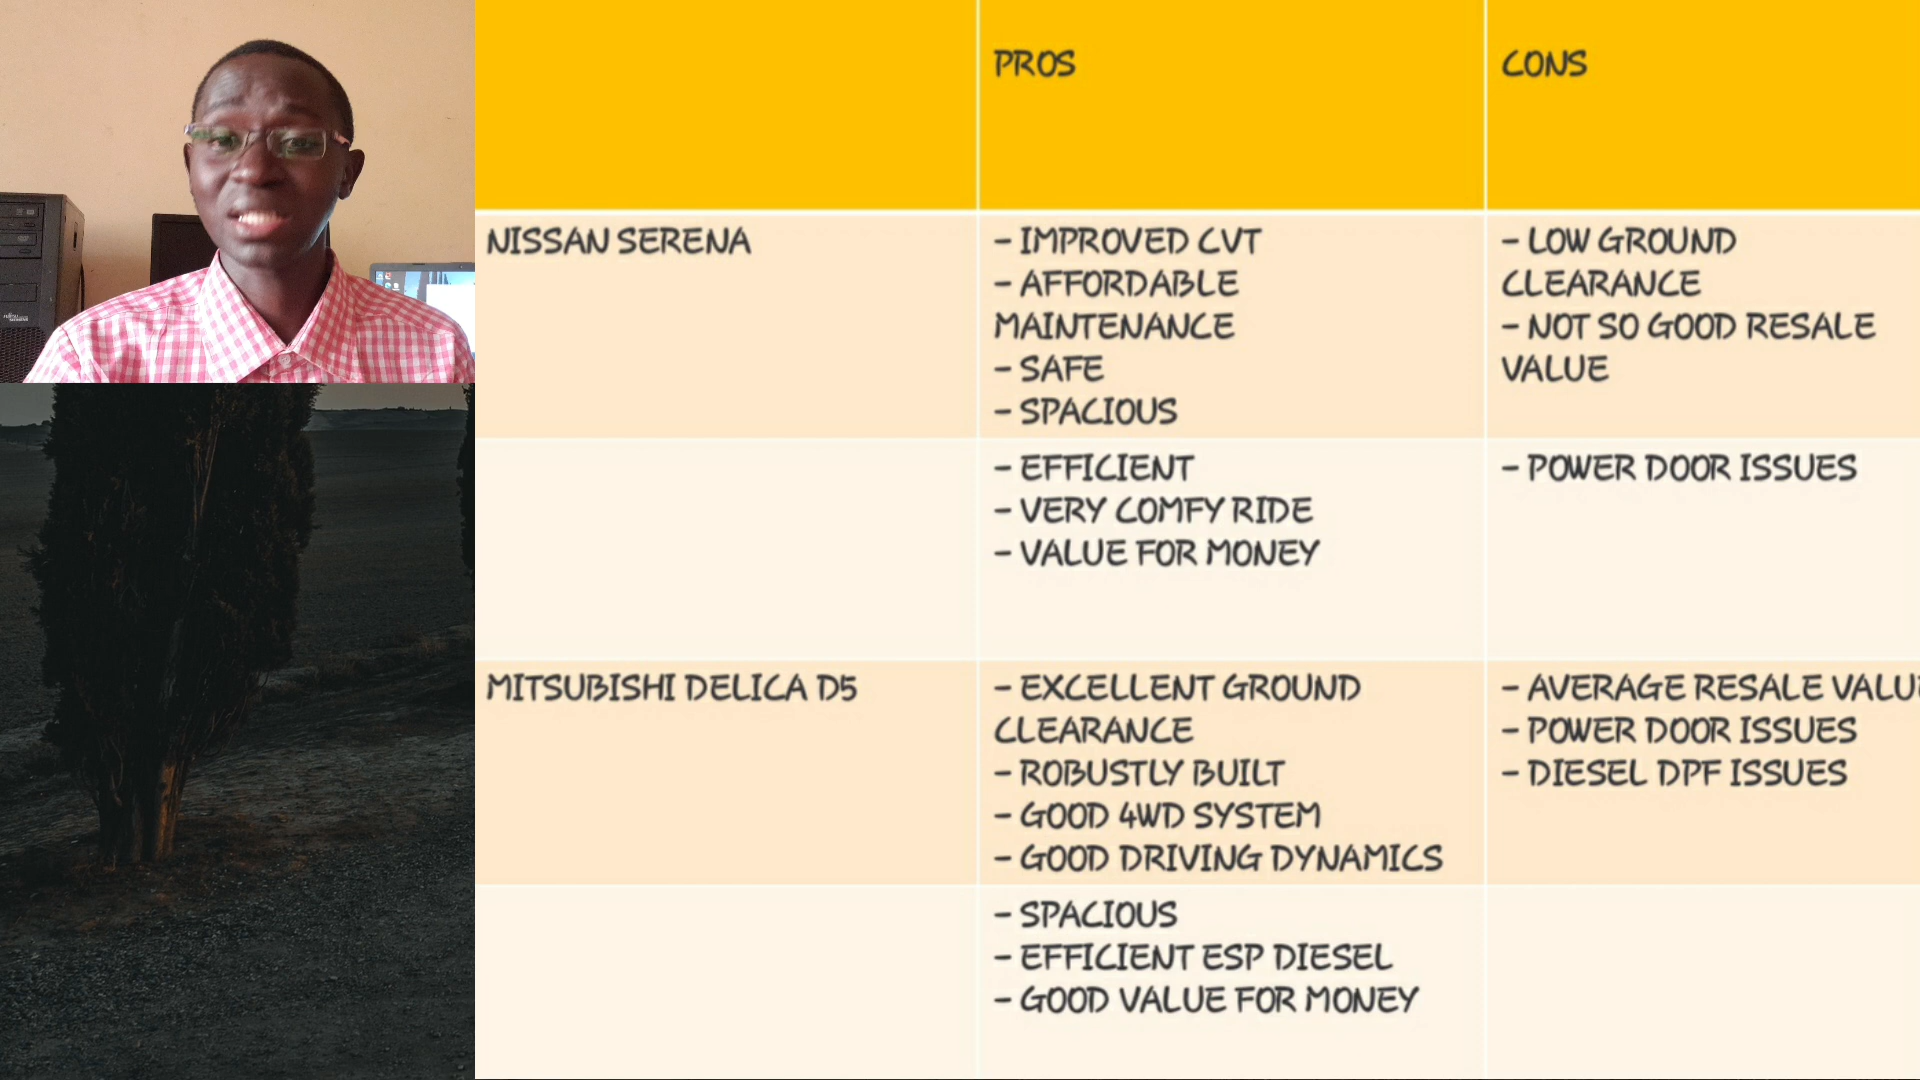 PROS
CONS
NISSAN SERENA
- IMPROVED CVT
- AFFORDABLE
MAINTENANCE
- SAFE
- SPACIOUS
- LOW GROUND
CLEARANCE
- NOT SO GOOD RESALE
VALUE
- EFFICIENT
- VERY COMFY RIDE
- VALUE FOR MONEY
- POWER DOOR ISSUES
MITSUBISHI DELICA D5
- EXCELLENT GROUND
CLEARANCE
- ROBUSTLY BUILT
- GOOD 4WD SYSTEM
- GOOD DRIVING DYNAMICS
- AVERAGE RESALE VALUE
- POWER DOOR ISSUES
- DIESEL DPF ISSUES
- SPACIOUS
- EFFICIENT ESP DIESEL
- GOOD VALUE FOR MONEY